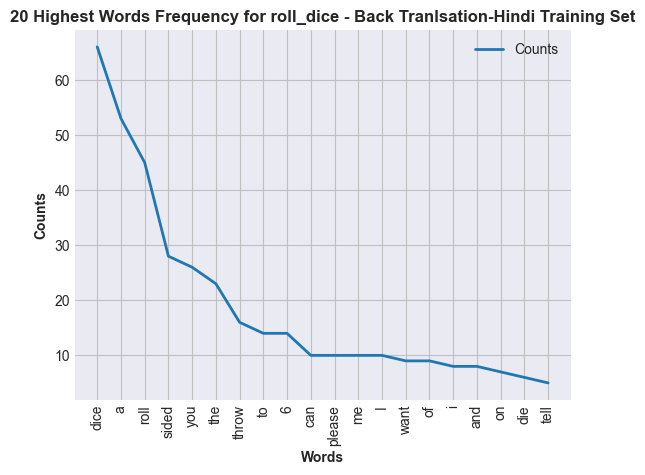 20 Highest Words Frequency for roll_dice - Back Tranlsation-Hindi Training Set
Counts
60
50
40
30
20
10
Counts
dice
a
roll
sided
you
the
throw
to
6
can
please
me
I
want
of
i
and
on
die
tell
Words